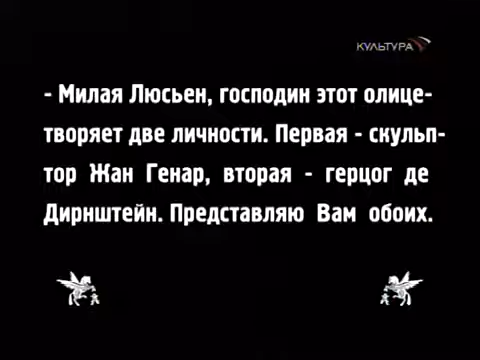 КУЛЬТУРА
- Милая Люсьен, господин этот олице-
творяет две личности. Первая - скульп-
тор Жан Генар, вторая - герцог де
Дирнштейн. Представляю Вам обоих.